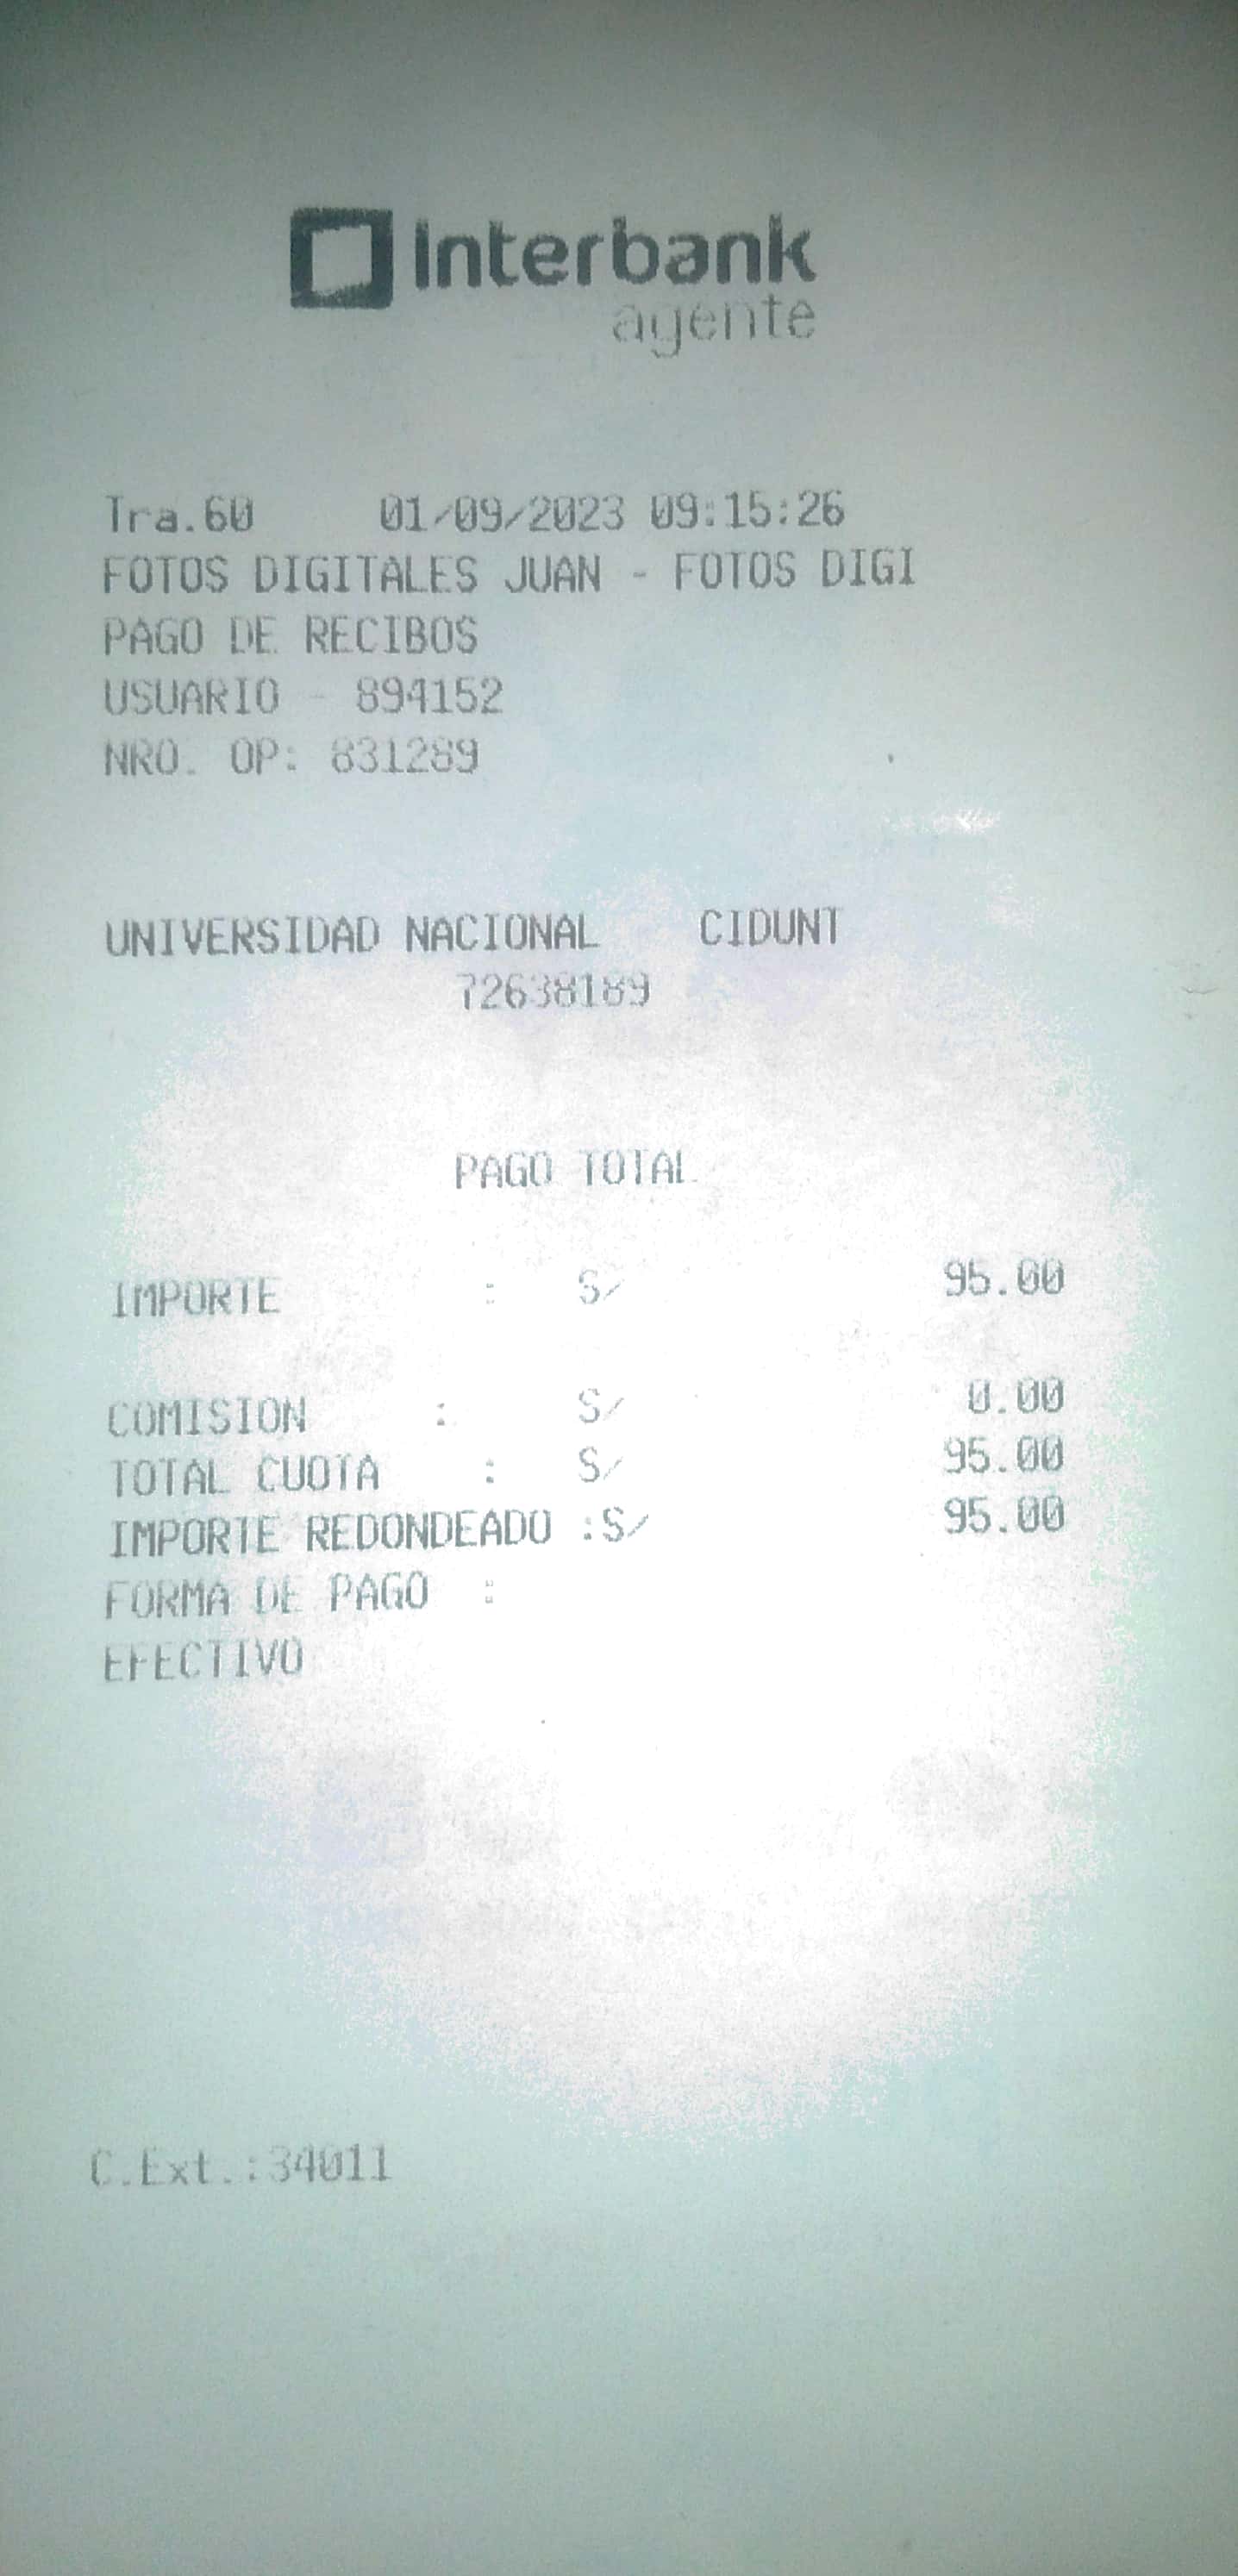 Interbank
agente
Tra.60 01/09/2023 09:15:26
FOTOS DIGITALES JUAN - FOTOS DIGI
PAGO DE RECIBOS
USUARIO - 894152
NRO. OP: 831289
UNIVERSIDAD NACIONAL CIDUNT
72638189
PAGO TOTAL
IMPORTE : S/ 95.00
COMISION : S/ 0.00
TOTAL CUOTA : S/ 95.00
IMPORTE REDONDEADO :S/ 95.00
FORMA DE PAGO :
EFECTIVO
C.Ext.:34011